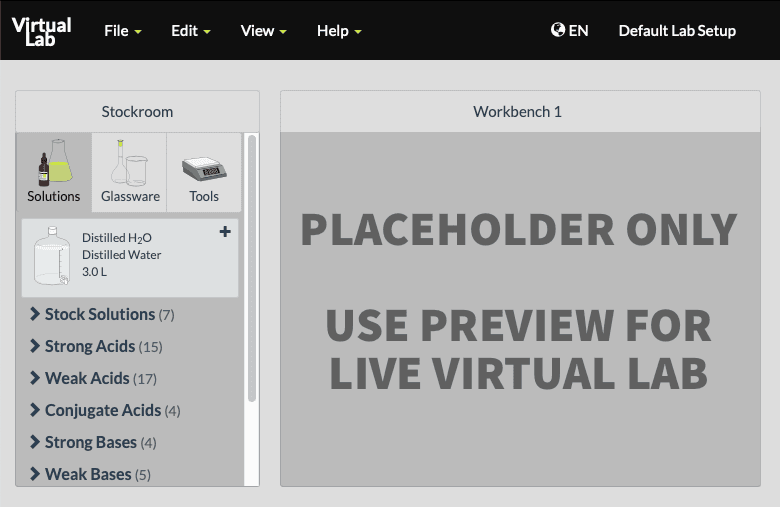 Virtual Lab
File
Edit
View
Help
EN
Default Lab Setup
Stockroom
Solutions
Glassware
Tools
Distilled H₂O
Distilled Water
3.0 L
Stock Solutions (7)
Strong Acids (15)
Weak Acids (17)
Conjugate Acids (4)
Strong Bases (4)
Weak Bases (5)
Workbench 1
PLACEHOLDER ONLY
USE PREVIEW FOR
LIVE VIRTUAL LAB